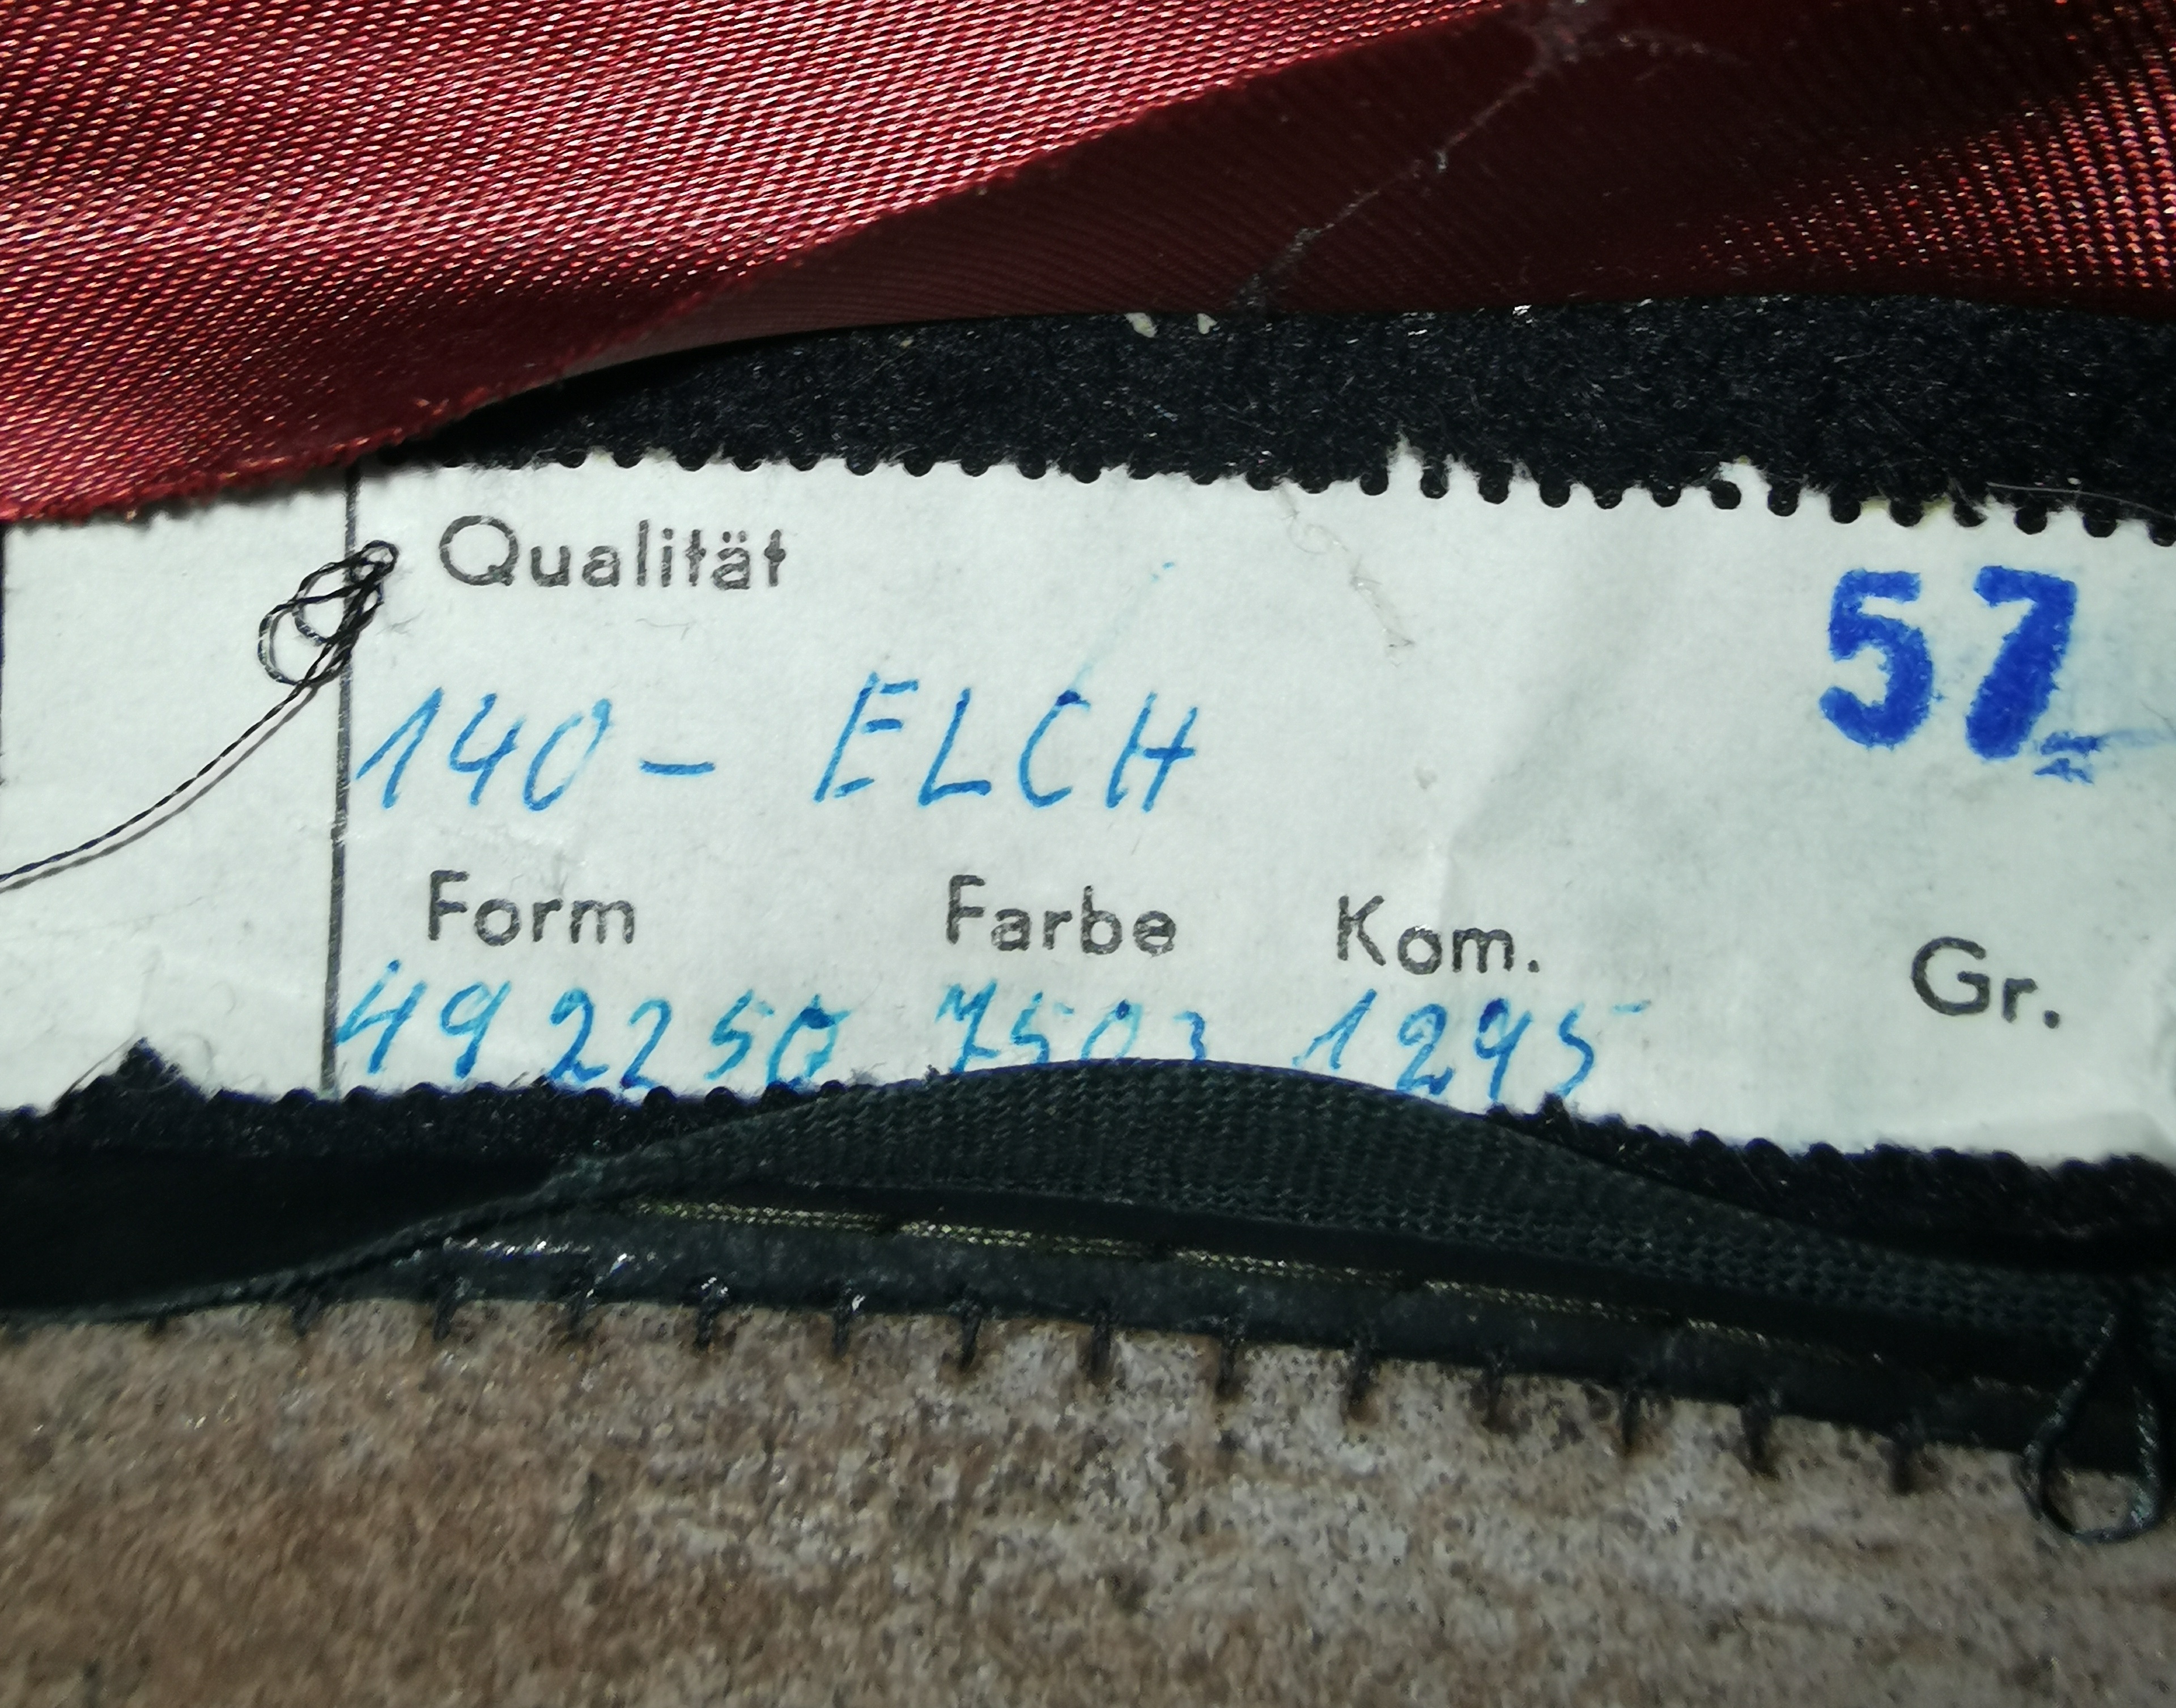 Qualität
57
140 - ELCH
Form Farbe Kom. Gr.
492250 7503 1295